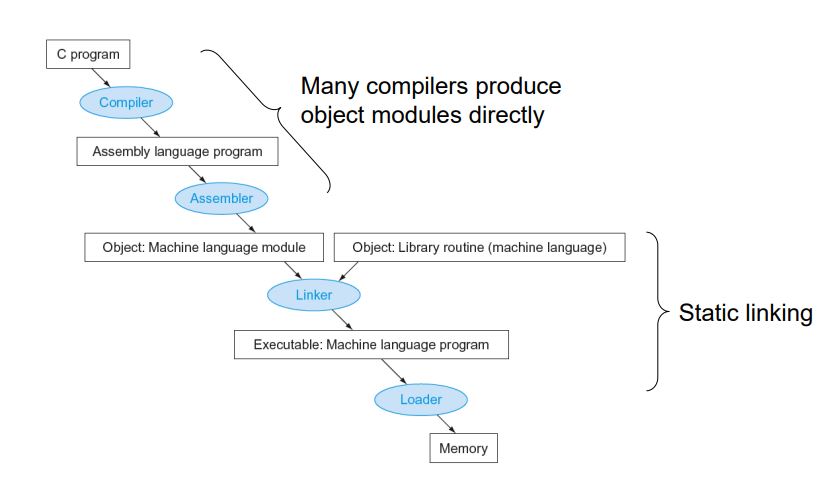 C program
Many compilers produce
object modules directly
Compiler
Assembly language program
Assembler
Object: Machine language module
Object: Library routine (machine language)
Linker
Static linking
Executable: Machine language program
Loader
Memory